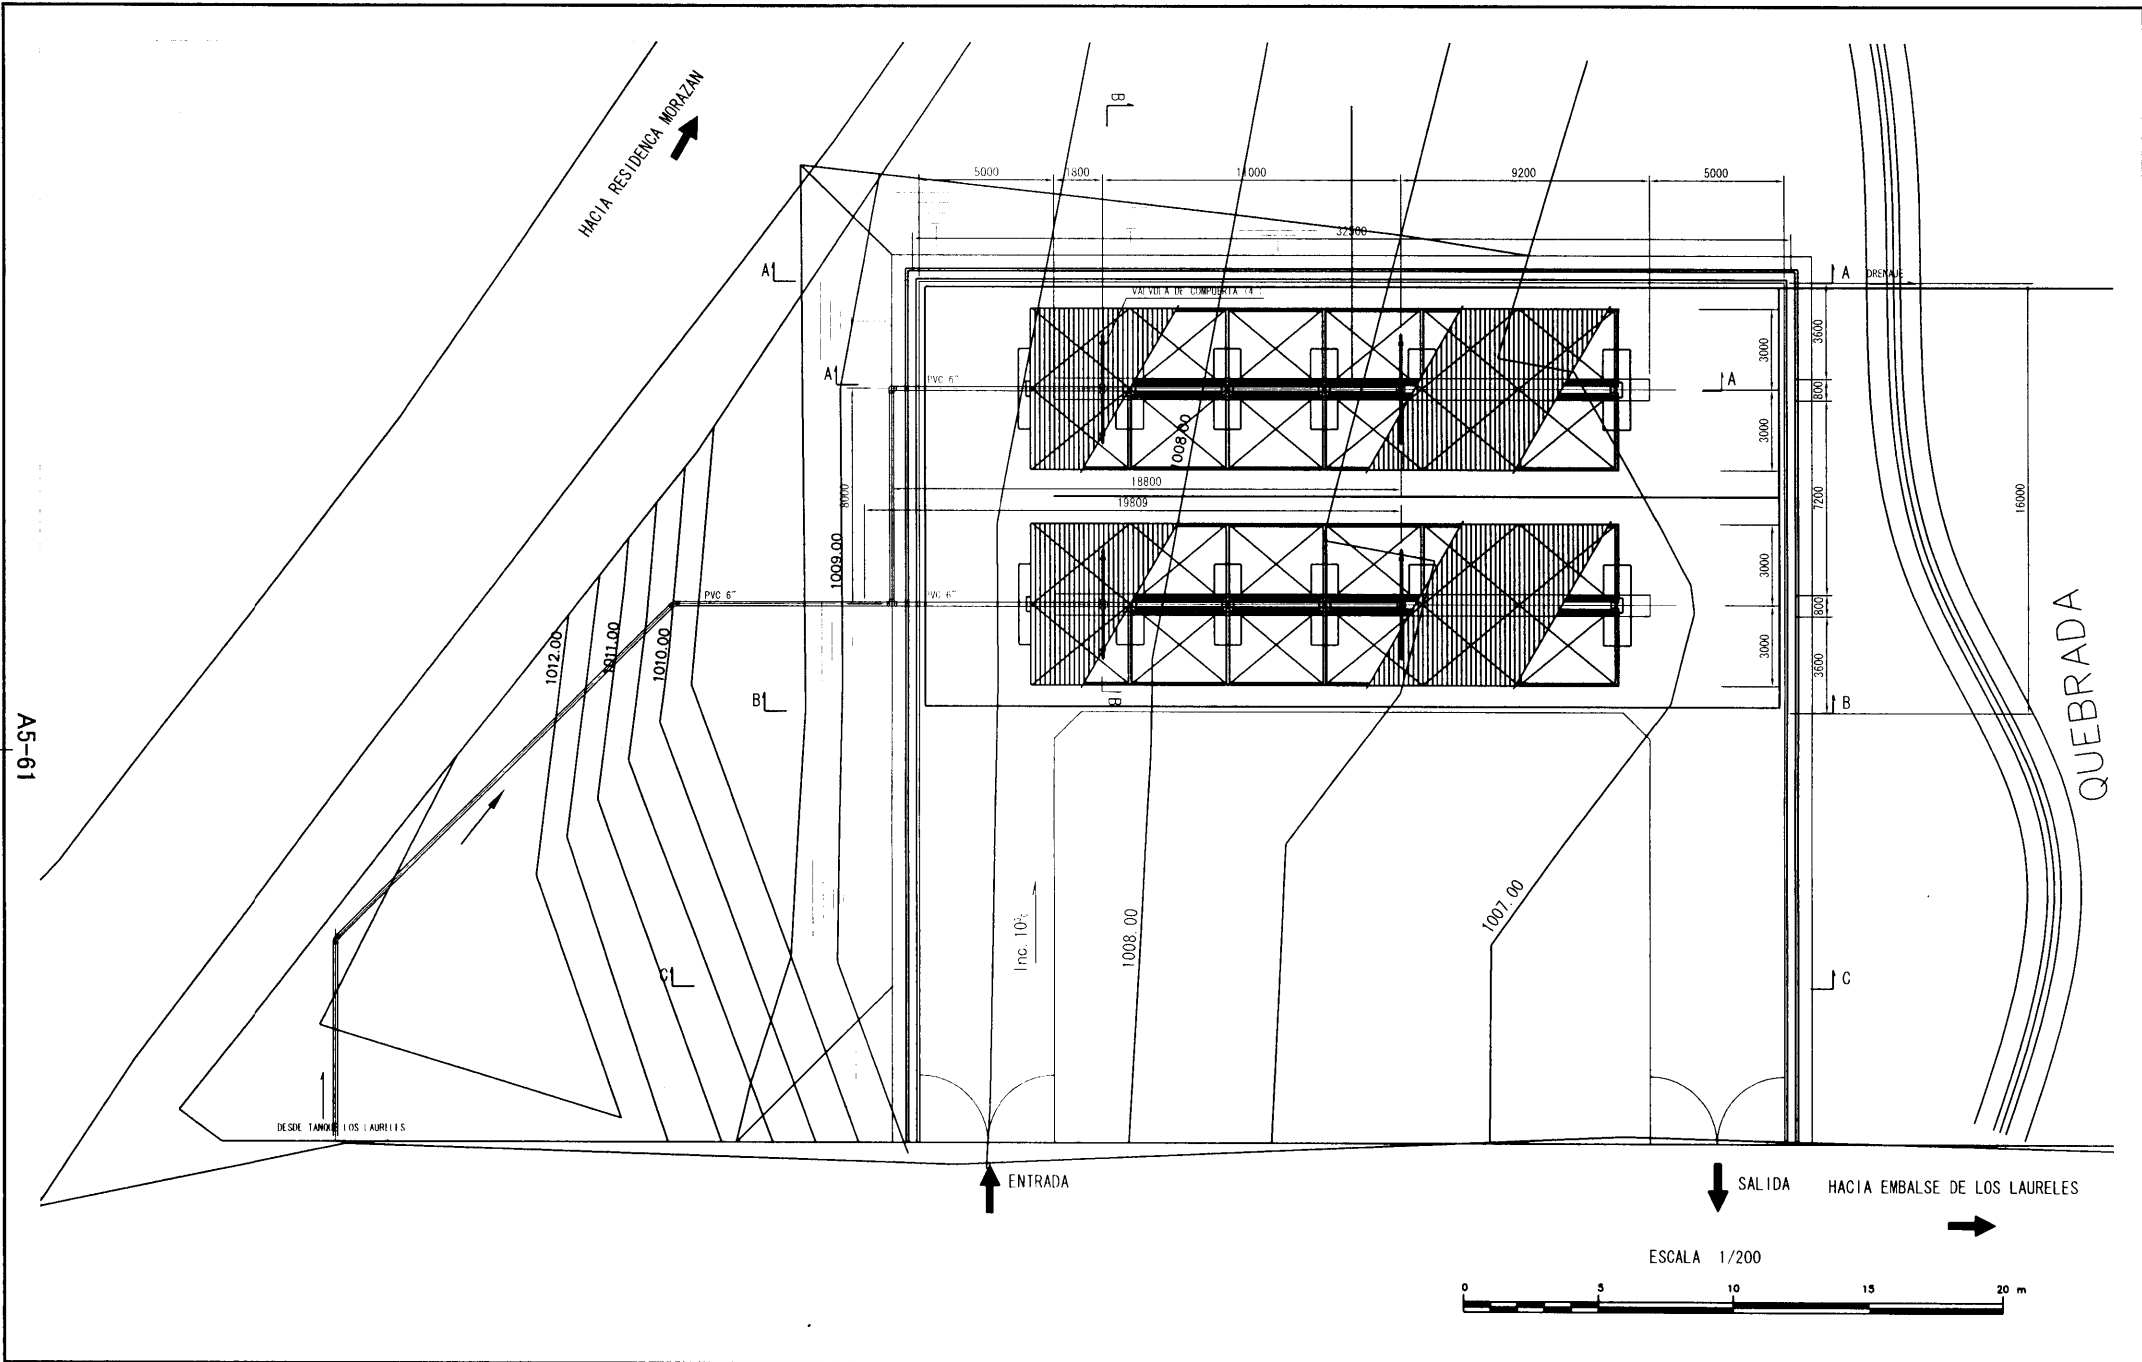 HACIA RESIDENCA MORAZAN
B
5000
1800
11000
9200
5000
32500
A
A
DRENAJE
VALVULA DE COMPUERTA (4")
A
PVC 6"
A
3000
3600
800
3000
1008.00
8000
18800
19809
7200
16000
1009.00
3000
PVC 6"
PVC 6"
800
3000
3600
1012.00
1011.00
1010.00
B
B
B
QUEBRADA
A5-61
1007.00
Inc. 10%
1008.00
C
C
DESDE TANQUE LOS LAURELES
ENTRADA
SALIDA
HACIA EMBALSE DE LOS LAURELES
ESCALA 1/200
0 5 10 15 20 m